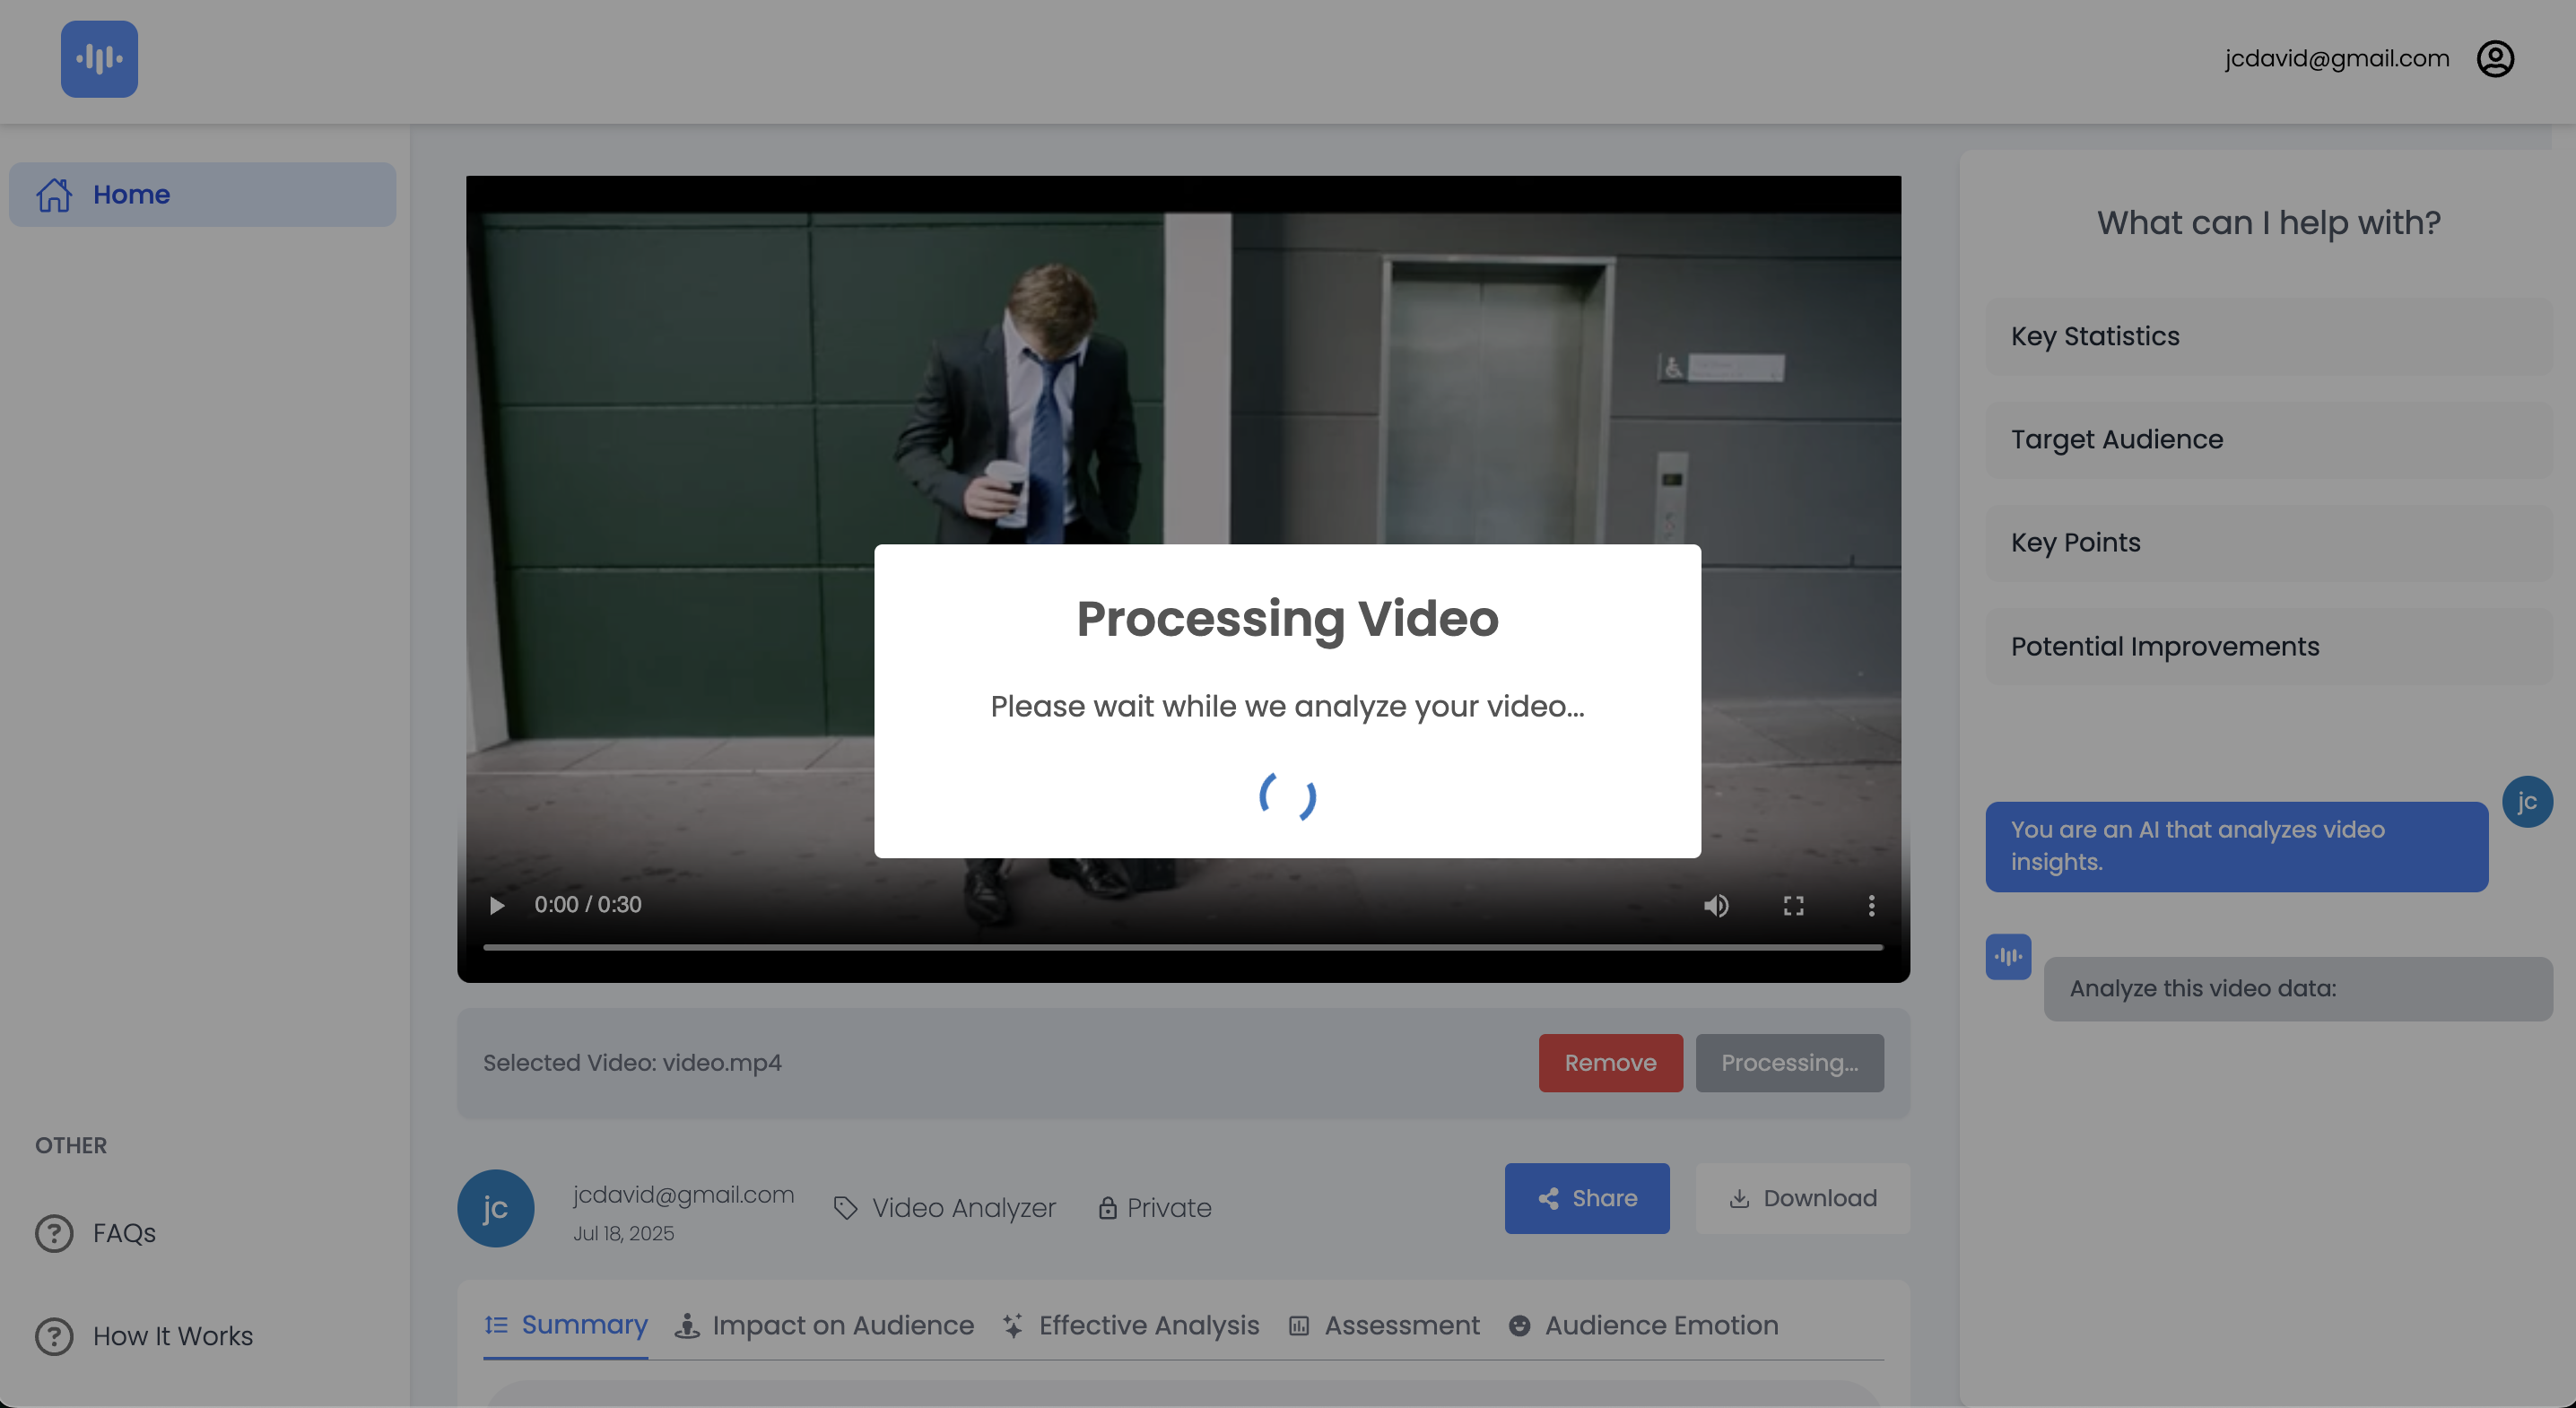 jcdavid@gmail.com
Home
What can I help with?
Key Statistics
Target Audience
Key Points
Potential Improvements
Processing Video
Please wait while we analyze your video...
jc
You are an AI that analyzes video
insights.
0:00 / 0:30
Analyze this video data:
Selected Video: video.mp4
Remove
Processing...
OTHER
jc
jcdavid@gmail.com
Jul 18, 2025
Video Analyzer
Private
Share
Download
FAQs
How It Works
Summary
Impact on Audience
Effective Analysis
Assessment
Audience Emotion